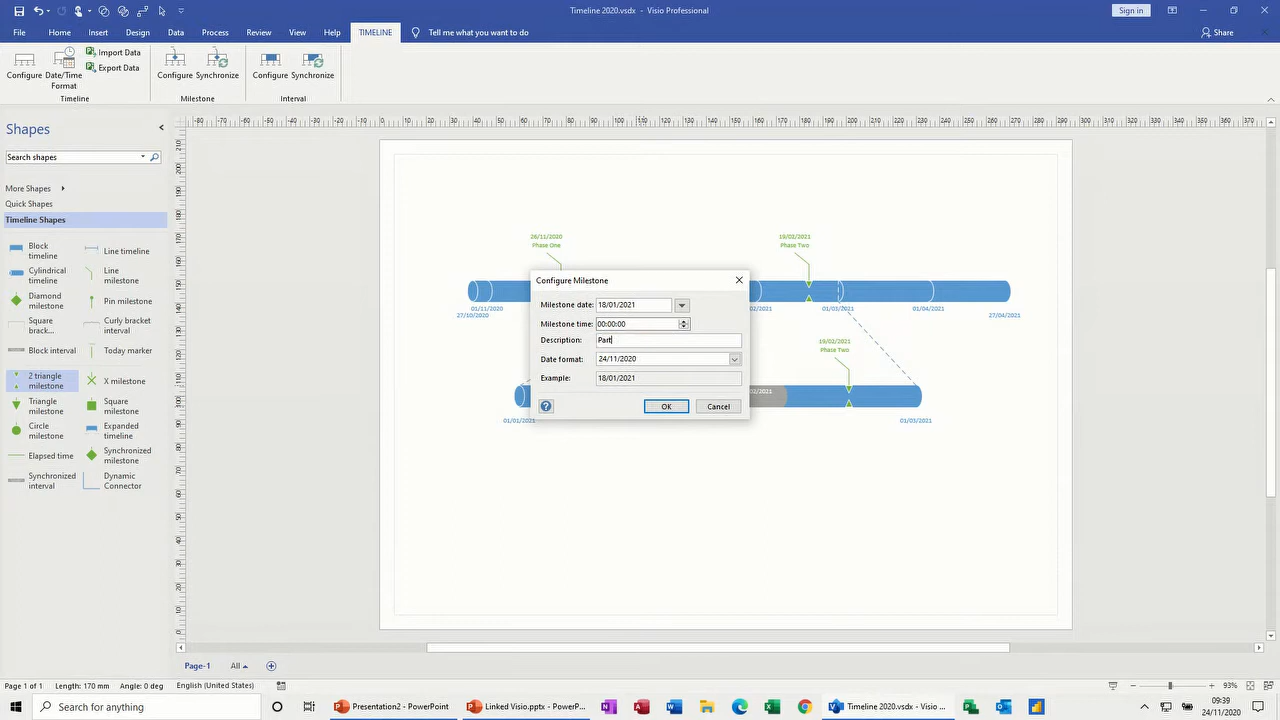 Timeline 2020.vsdx - Visio Professional
Sign in
File Home Insert Design Data Process Review View Help TIMELINE Tell me what you want to do
Share
Configure Date/Time Format
Import Data
Export Data
Timeline
Configure Synchronize
Milestone
Configure Synchronize
Interval
Shapes
Search shapes
More Shapes
Quick Shapes
Timeline Shapes
Block timeline
Line timeline
Cylindrical timeline
Line milestone
Diamond milestone
Pin milestone
Square brack...
Curly bracket interval
Block interval
Today marker
2 triangle milestone
X milestone
Triangle milestone
Square milestone
Circle milestone
Expanded timeline
Elapsed time
Synchronized milestone
Synchronized interval
Dynamic Connector
26/11/2020
Phase One
19/02/2021
Phase Two
01/11/2020
27/10/2020
02/2021
01/03/2021
01/04/2021
27/04/2021
19/02/2021
Phase Two
02/2021
01/01/2021
01/03/2021
Configure Milestone
Milestone date: 18/01/2021
Milestone time: 00:00:00
Description: Part
Date format: 24/11/2020
Example: 18/01/2021
OK Cancel
Page-1 All
Page 1 of 1 Length: 170 mm Angle: 0 deg English (United States)
93%
Search for anything
Presentation2 - PowerPoint
Linked Visio.pptx - PowerP...
Timeline 2020.vsdx - Visio ...
09:39
24/11/2020